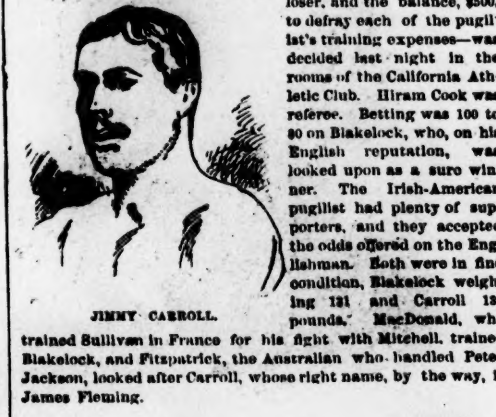 loser, and the balance, $500,
to defray each of the pugil-
ist's training expenses—was
decided last night in the
rooms of the California Ath-
letic Club. Hiram Cook was
referee. Betting was 100 to
80 on Blakelock, who, on his
English reputation, was
looked upon as a sure win-
ner. The Irish-American
pugilist had plenty of sup-
porters, and they accepted
the odds offered on the Eng-
lishman. Both were in fine
condition, Blakelock weigh-
ing 131 and Carroll 13
pounds. MacDonald, wh
JIMMY CARROLL.
trained Sullivan in France for his fight with Mitchell, traine
Blakelock, and Fitzpatrick, the Australian who handled Pete
Jackson, looked after Carroll, whose right name, by the way, i
James Fleming.